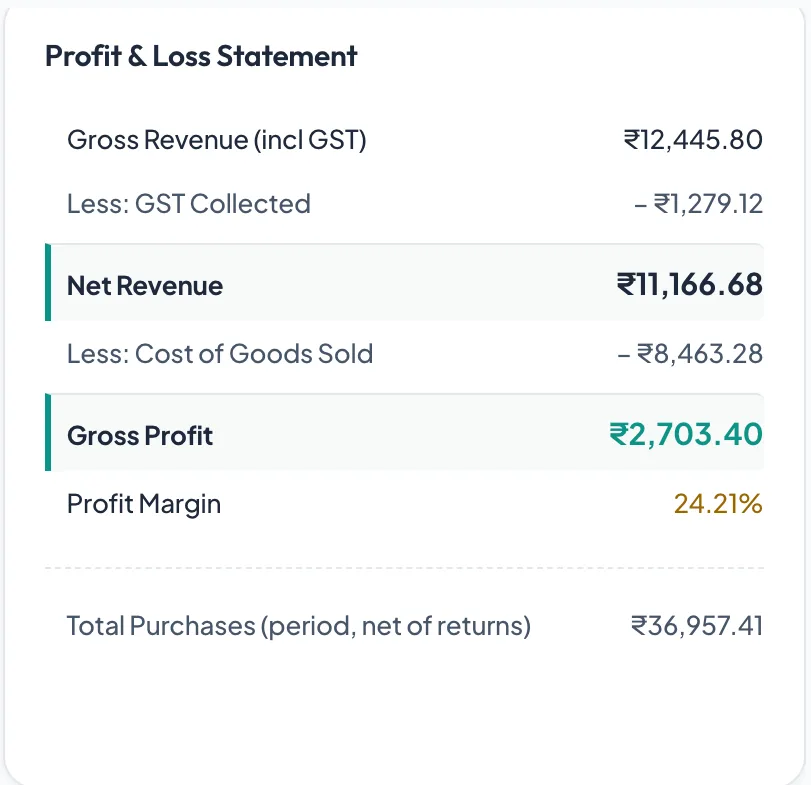 Profit & Loss Statement
Gross Revenue (incl GST) ₹12,445.80
Less: GST Collected – ₹1,279.12
Net Revenue ₹11,166.68
Less: Cost of Goods Sold – ₹8,463.28
Gross Profit ₹2,703.40
Profit Margin 24.21%
Total Purchases (period, net of returns) ₹36,957.41